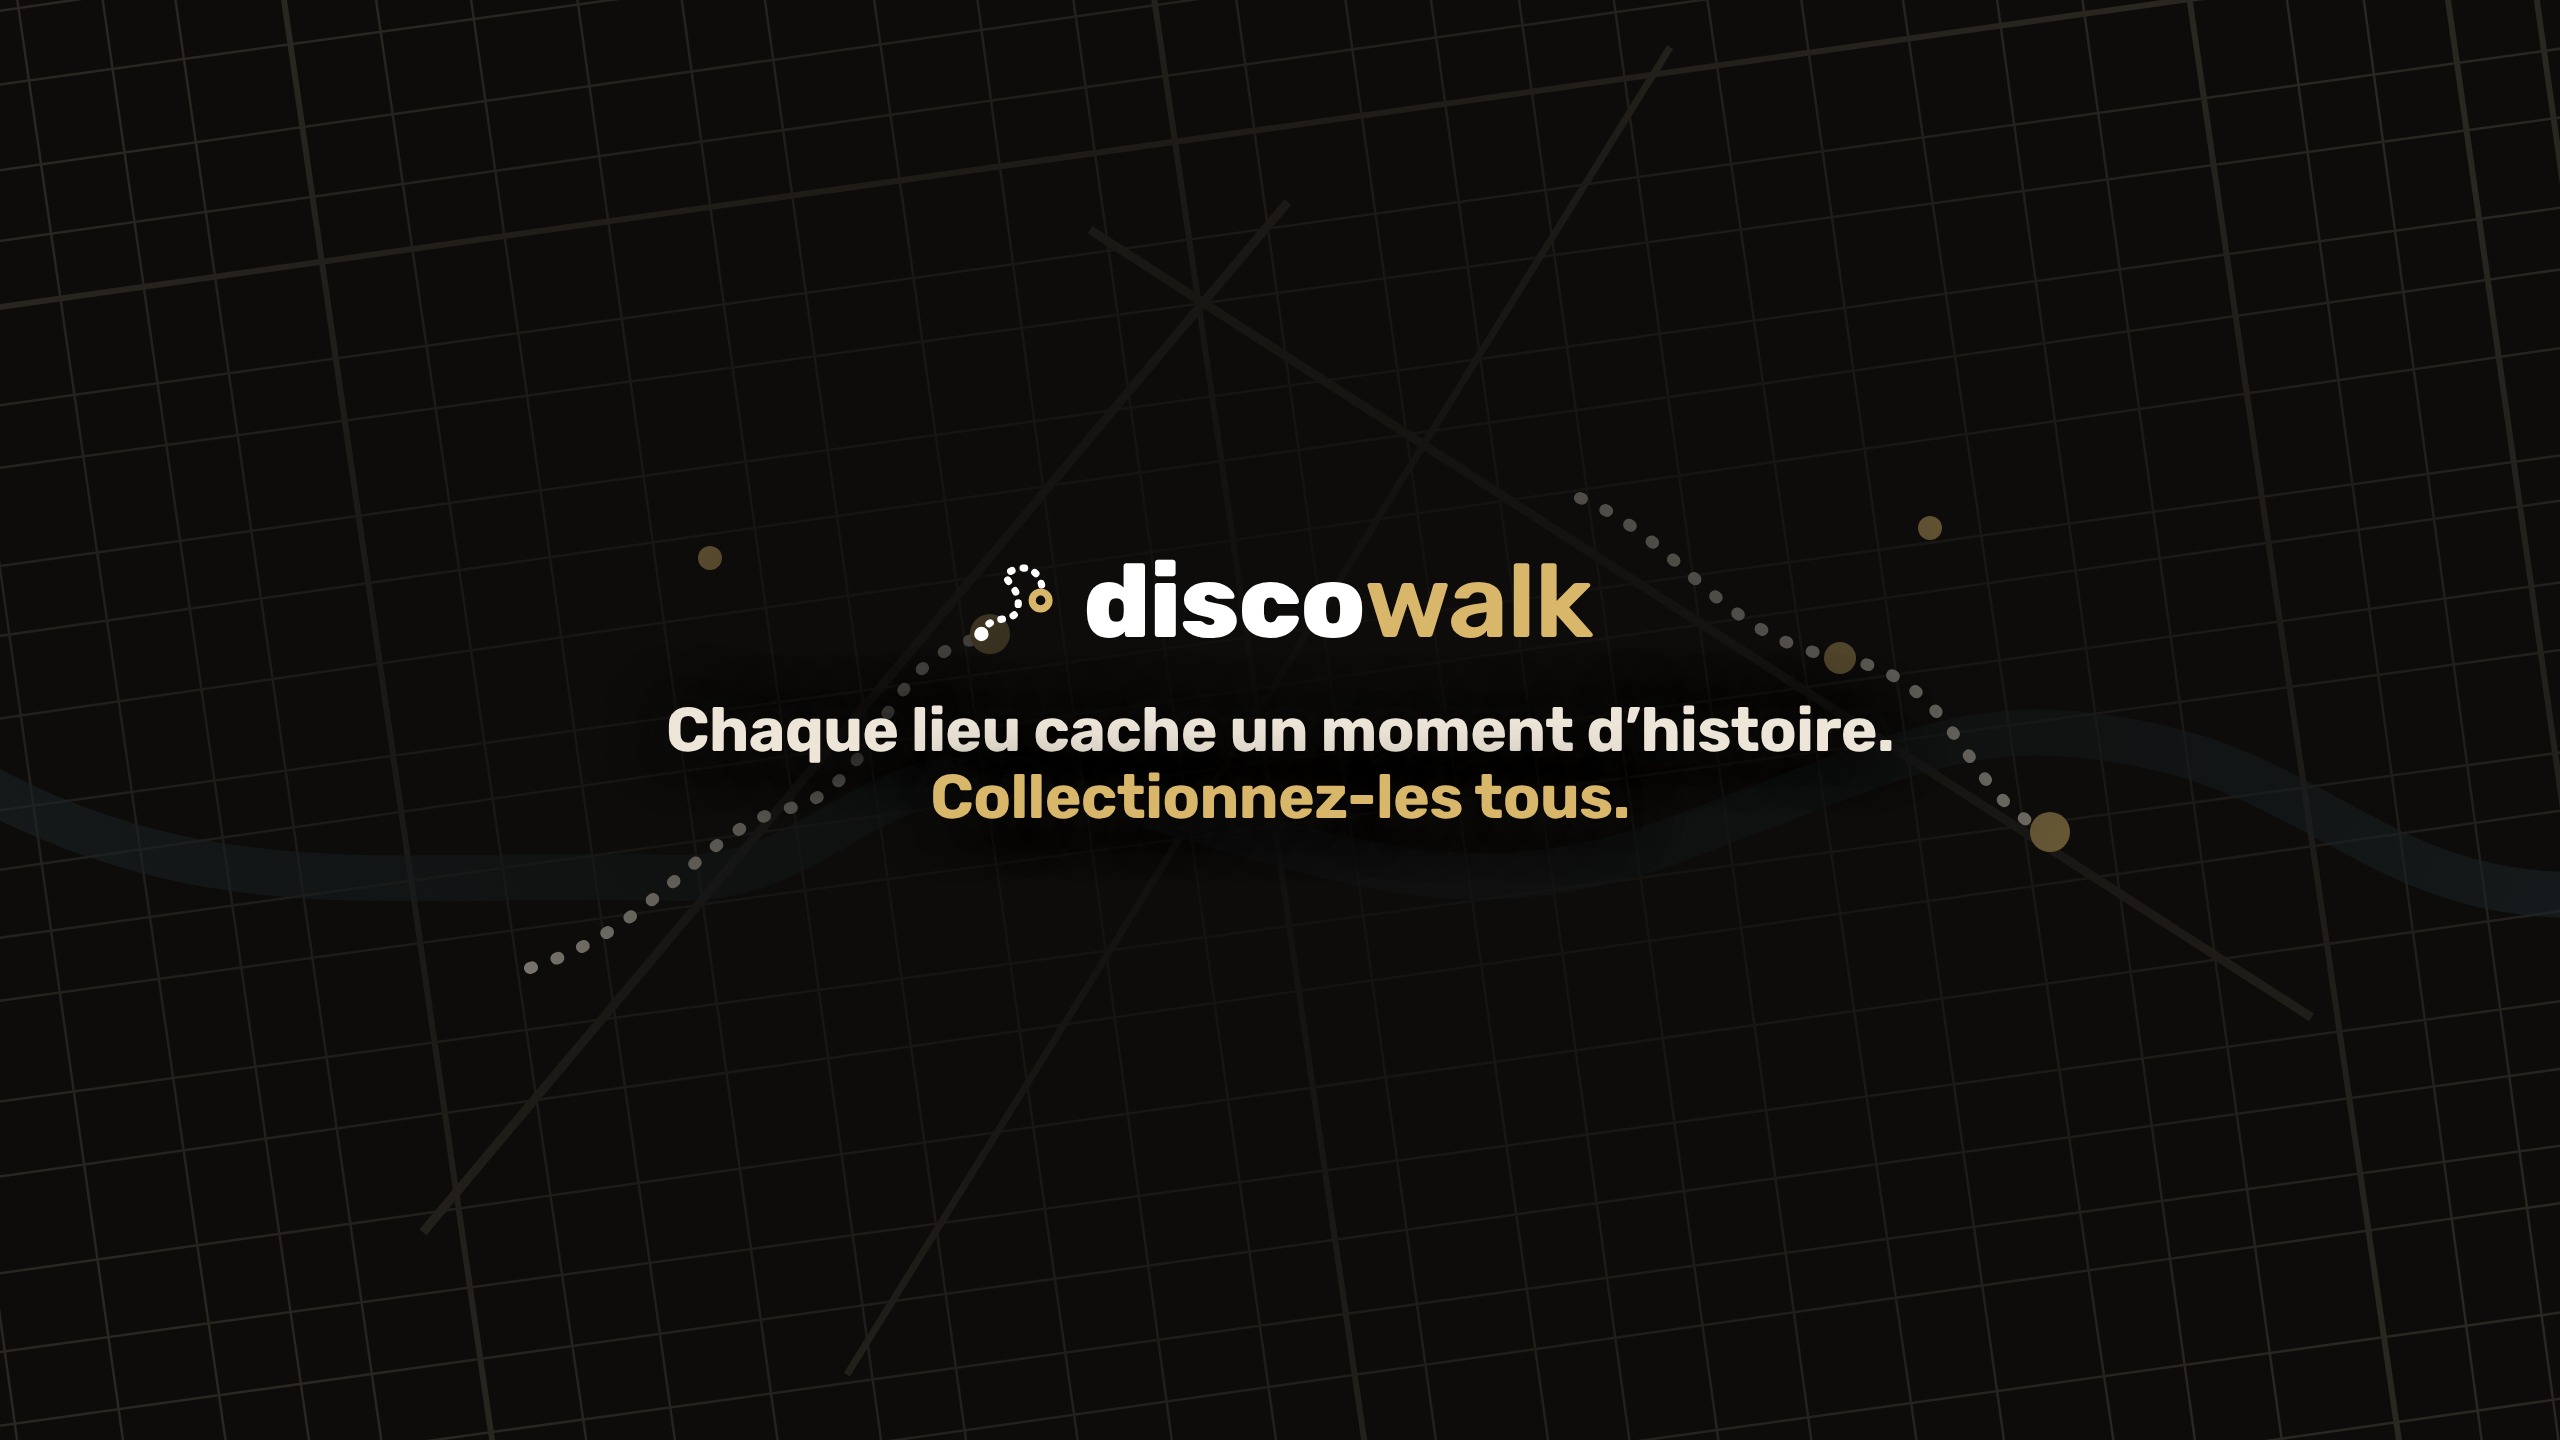 discowalk
Chaque lieu cache un moment d’histoire.
Collectionnez-les tous.